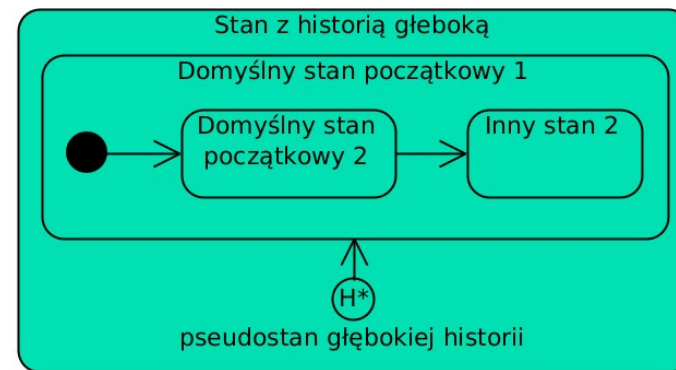 Stan z historią głeboką
Domyślny stan początkowy 1
Domyślny stan
początkowy 2
Inny stan 2
H*
pseudostan głębokiej historii